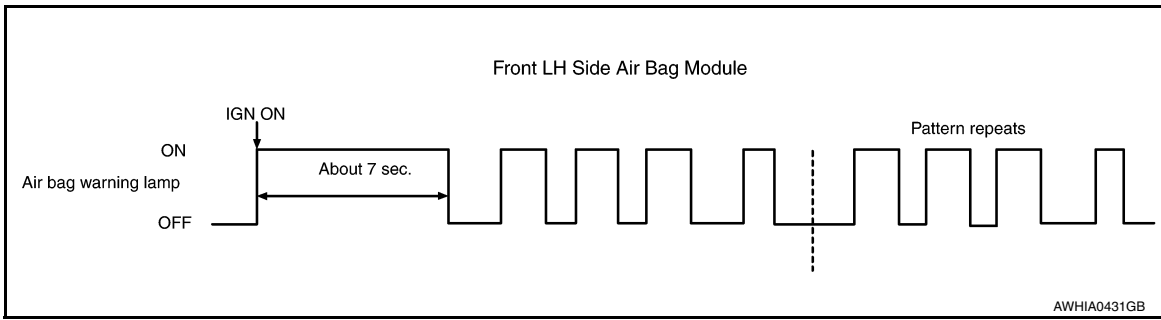 Front LH Side Air Bag Module
IGN ON
Pattern repeats
ON
About 7 sec.
Air bag warning lamp
OFF
AWHIA0431GB